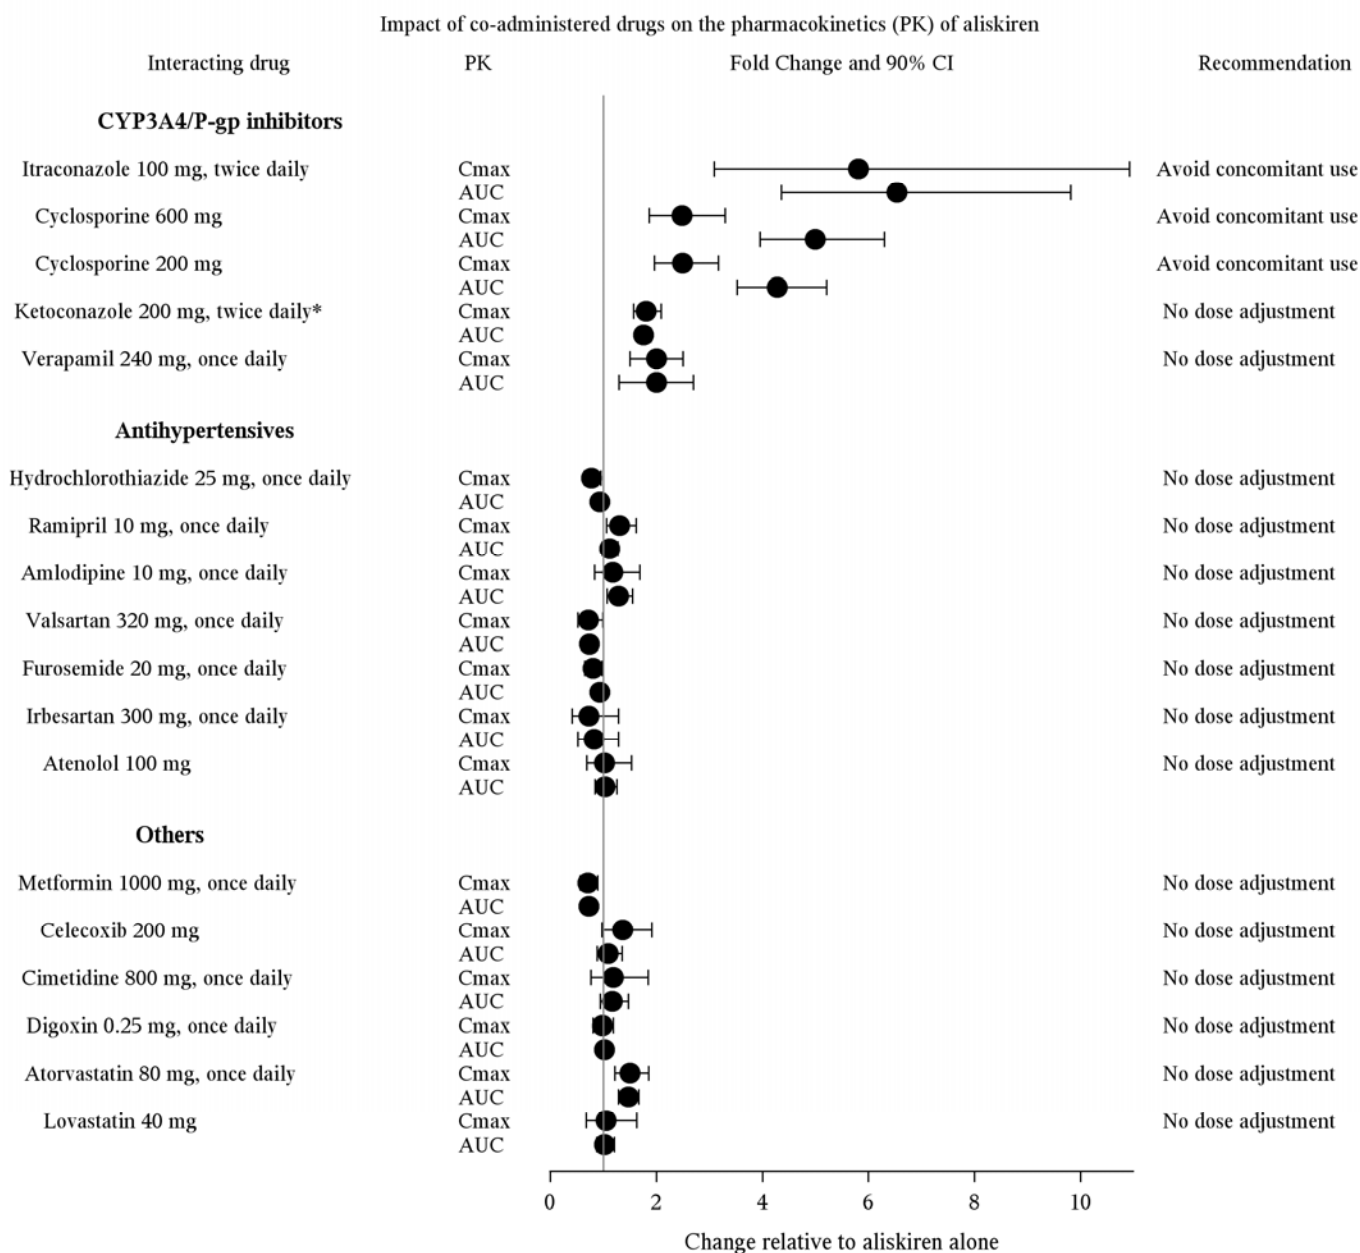 Impact of co-administered drugs on the pharmacokinetics (PK) of aliskiren
Interacting drug PK Fold Change and 90% CI Recommendation
CYP3A4/P-gp inhibitors
Itraconazole 100 mg, twice daily Cmax Avoid concomitant use
AUC
Cyclosporine 600 mg Cmax Avoid concomitant use
AUC
Cyclosporine 200 mg Cmax Avoid concomitant use
AUC
Ketoconazole 200 mg, twice daily* Cmax No dose adjustment
AUC
Verapamil 240 mg, once daily Cmax No dose adjustment
AUC
Antihypertensives
Hydrochlorothiazide 25 mg, once daily Cmax No dose adjustment
AUC
Ramipril 10 mg, once daily Cmax No dose adjustment
AUC
Amlodipine 10 mg, once daily Cmax No dose adjustment
AUC
Valsartan 320 mg, once daily Cmax No dose adjustment
AUC
Furosemide 20 mg, once daily Cmax No dose adjustment
AUC
Irbesartan 300 mg, once daily Cmax No dose adjustment
AUC
Atenolol 100 mg Cmax No dose adjustment
AUC
Others
Metformin 1000 mg, once daily Cmax No dose adjustment
AUC
Celecoxib 200 mg Cmax No dose adjustment
AUC
Cimetidine 800 mg, once daily Cmax No dose adjustment
AUC
Digoxin 0.25 mg, once daily Cmax No dose adjustment
AUC
Atorvastatin 80 mg, once daily Cmax No dose adjustment
AUC
Lovastatin 40 mg Cmax No dose adjustment
AUC
0 2 4 6 8 10
Change relative to aliskiren alone